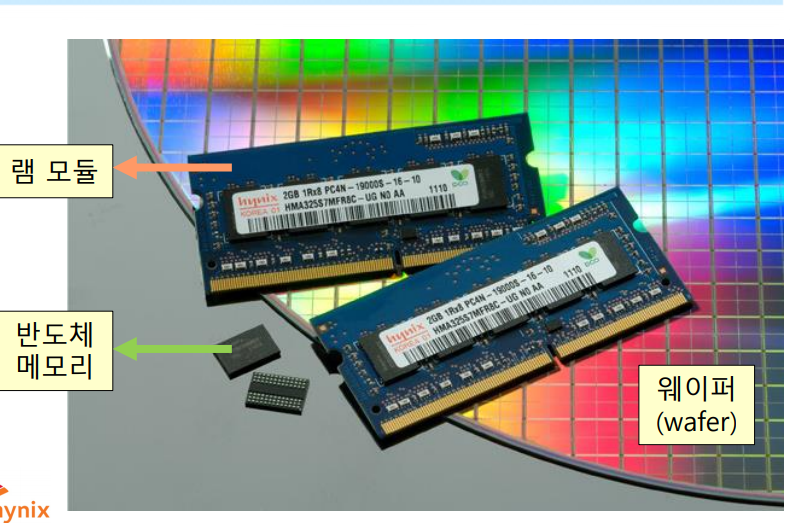 램 모듈
hynix 2GB 1Rx8 PC4N-19000S-16-10
KOREA 01 HMA325S7MFR8C-UG N0 AA 1110
ECO
반도체
메모리
hynix 2GB 1Rx8 PC4N-19000S-16-10
KOREA 01 HMA325S7MFR8C-UG N0 AA 1110
ECO
웨이퍼
(wafer)
ynix